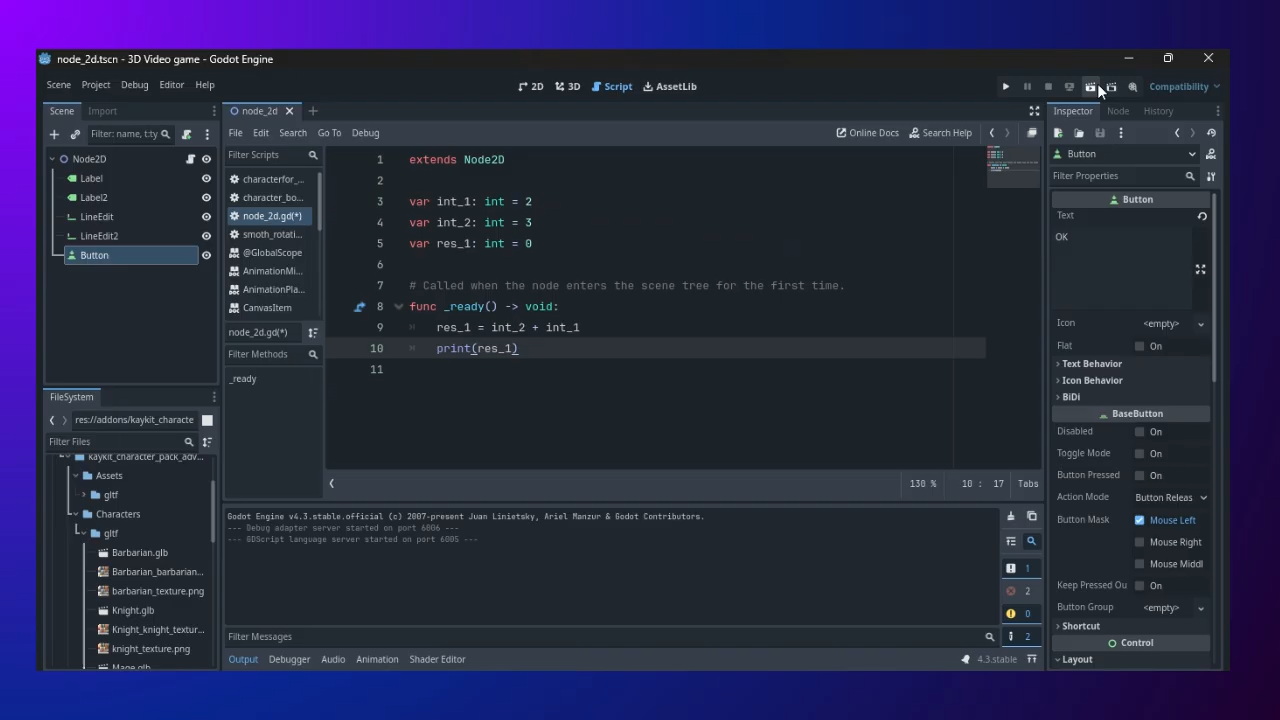 node_2d.tscn - 3D Video game - Godot Engine
Scene Project Debug Editor Help
2D 3D Script AssetLib
Compatibility
Scene Import
Filter: name, t:ty
Node2D
Label
Label2
LineEdit
LineEdit2
Button
FileSystem
res://addons/kaykit_characte
Filter Files
kaykit_character_pack_adv...
Assets
gltf
Characters
gltf
Barbarian.glb
Barbarian_barbarian...
barbarian_texture.png
Knight.glb
Knight_knight_textur...
knight_texture.png
Mage.glb
node_2d
File Edit Search Go To Debug
Online Docs Search Help
Filter Scripts
characterfor_...
character_bo...
node_2d.gd(*)
smoth_rotati...
@GlobalScope
AnimationMi...
AnimationPla...
CanvasItem
node_2d.gd(*)
Filter Methods
_ready
1 extends Node2D
2
3 var int_1: int = 2
4 var int_2: int = 3
5 var res_1: int = 0
6
7 # Called when the node enters the scene tree for the first time.
8 func _ready() -> void:
9 res_1 = int_2 + int_1
10 print(res_1)
11
130 % 10 : 17 Tabs
Godot Engine v4.3.stable.official (c) 2007-present Juan Linietsky, Ariel Manzur & Godot Contributors.
--- Debug adapter server started on port 6006 ---
--- GDScript language server started on port 6005 ---
1
2
0
2
Filter Messages
Output Debugger Audio Animation Shader Editor
4.3.stable
Inspector Node History
Button
Filter Properties
Button
Text
OK
Icon <empty>
Flat On
Text Behavior
Icon Behavior
BiDi
BaseButton
Disabled On
Toggle Mode On
Button Pressed On
Action Mode Button Releas
Button Mask Mouse Left
Mouse Right
Mouse Middl
Keep Pressed Ou On
Button Group <empty>
Shortcut
Control
Layout